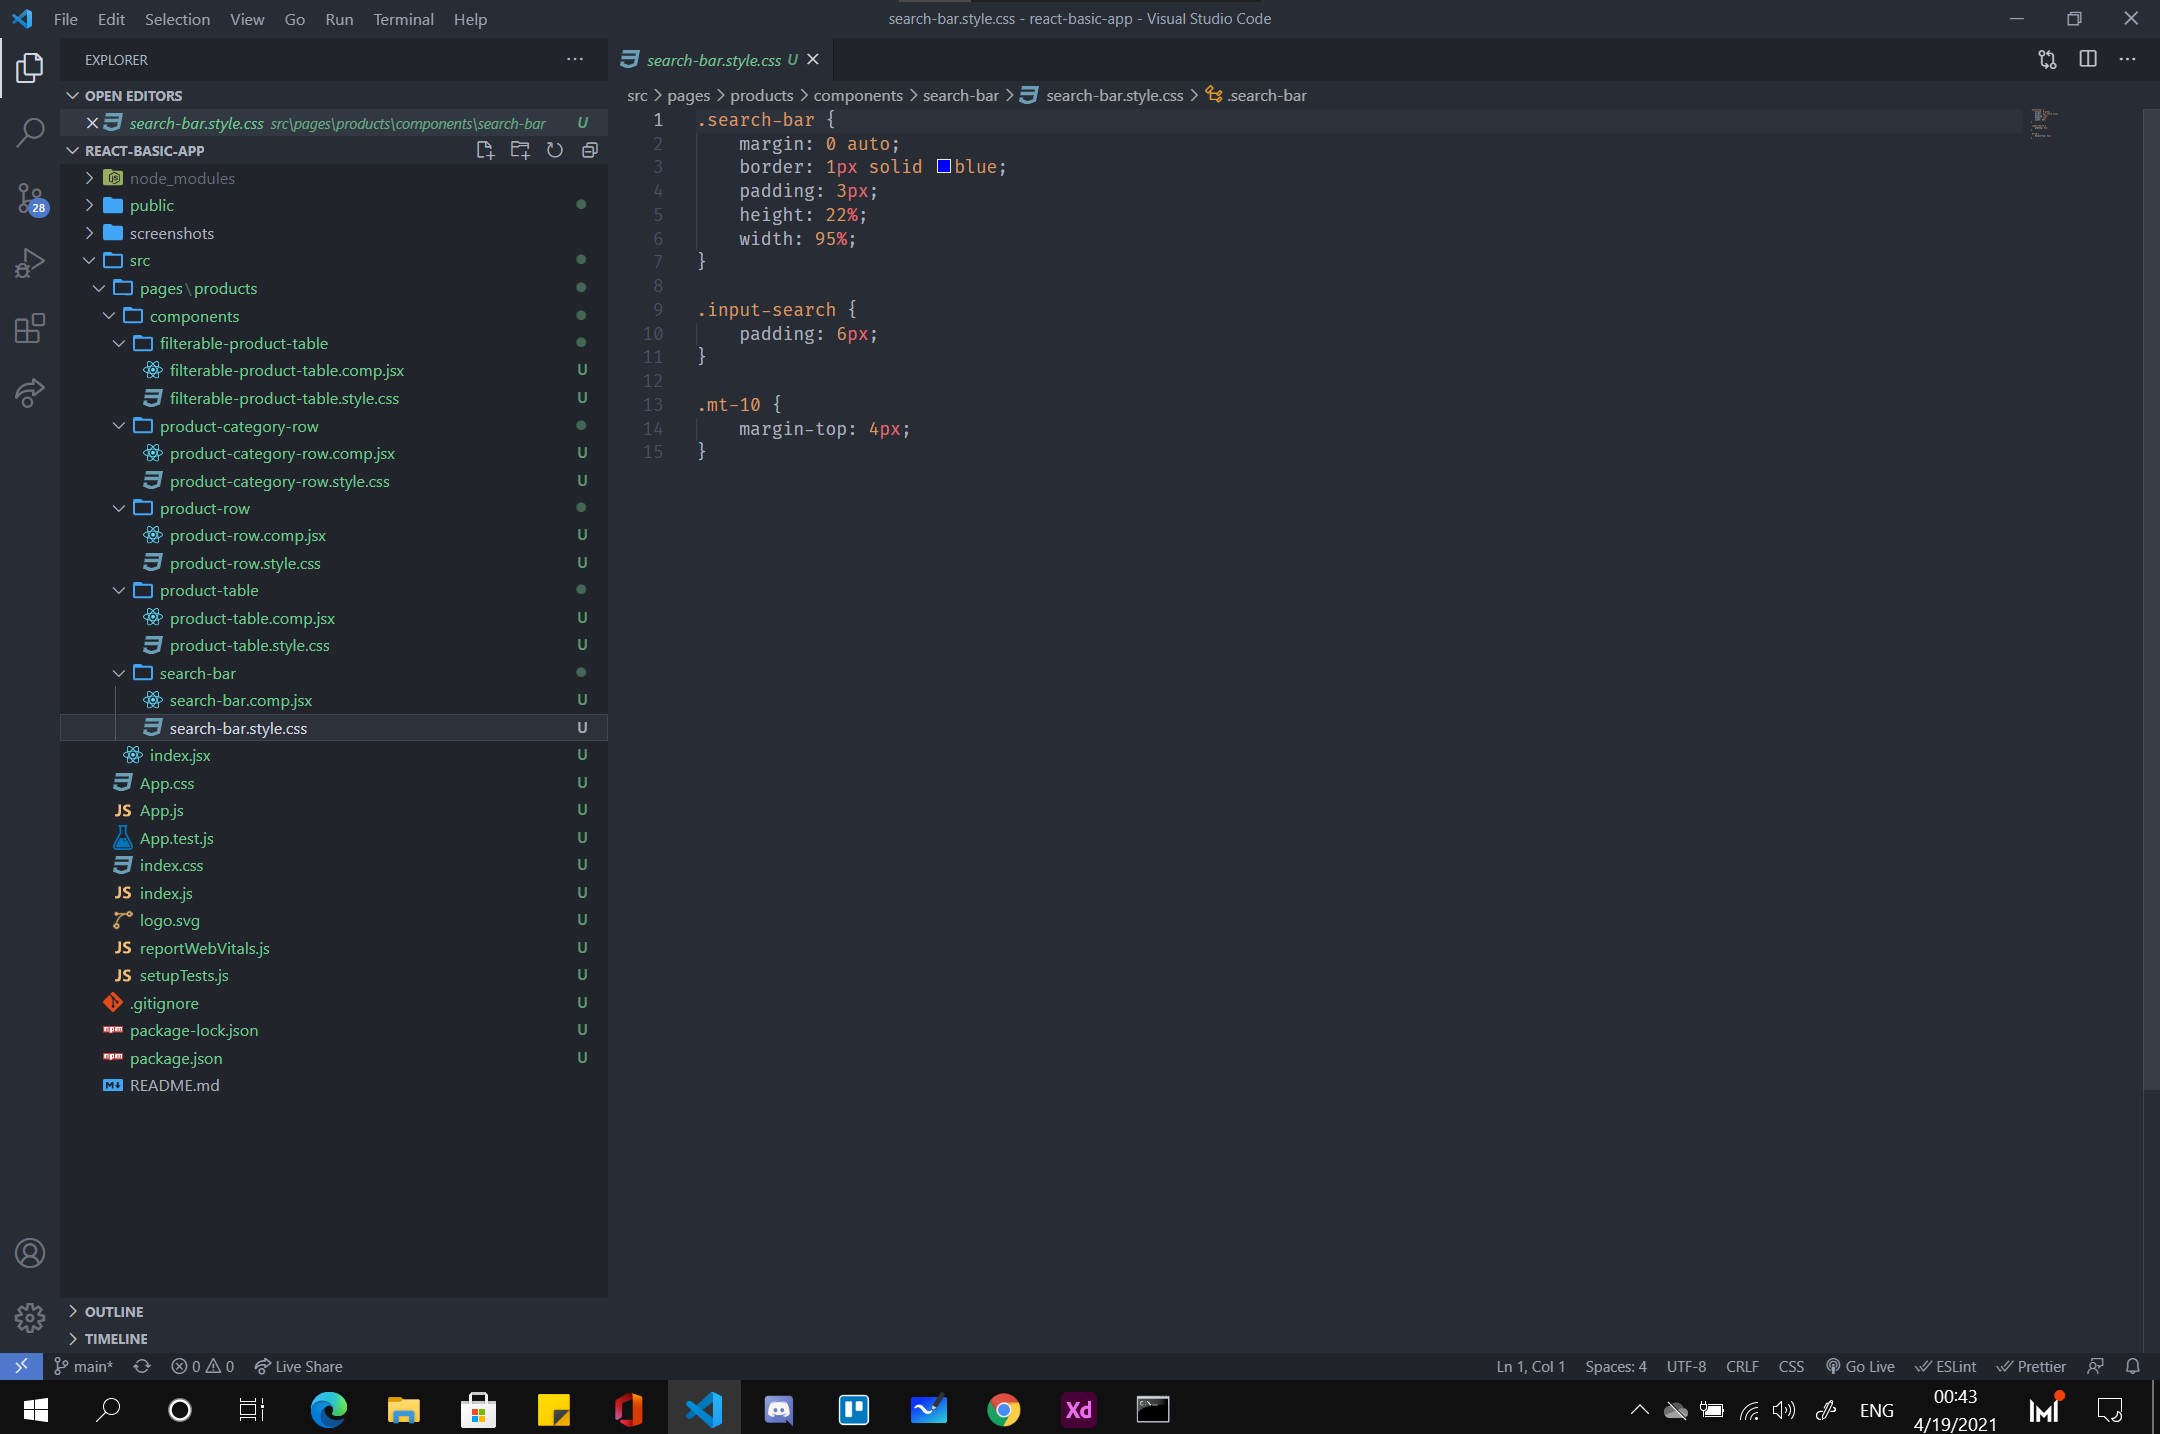 File Edit Selection View Go Run Terminal Help
search-bar.style.css - react-basic-app - Visual Studio Code
EXPLORER
OPEN EDITORS
search-bar.style.css src\pages\products\components\search-bar U
REACT-BASIC-APP
node_modules
public
screenshots
src
pages\products
components
filterable-product-table
filterable-product-table.comp.jsx U
filterable-product-table.style.css U
product-category-row
product-category-row.comp.jsx U
product-category-row.style.css U
product-row
product-row.comp.jsx U
product-row.style.css U
product-table
product-table.comp.jsx U
product-table.style.css U
search-bar
search-bar.comp.jsx U
search-bar.style.css U
index.jsx U
App.css U
JS App.js U
App.test.js U
index.css U
JS index.js U
logo.svg U
JS reportWebVitals.js U
JS setupTests.js U
.gitignore U
npm package-lock.json U
npm package.json U
README.md
OUTLINE
TIMELINE
28
search-bar.style.css U
src > pages > products > components > search-bar > search-bar.style.css > .search-bar
1 .search-bar {
2 margin: 0 auto;
3 border: 1px solid blue;
4 padding: 3px;
5 height: 22%;
6 width: 95%;
7 }
8
9 .input-search {
10 padding: 6px;
11 }
12
13 .mt-10 {
14 margin-top: 4px;
15 }
main* 0 0 Live Share
Ln 1, Col 1 Spaces: 4 UTF-8 CRLF CSS Go Live ESLint Prettier
Xd
ENG
00:43
4/19/2021